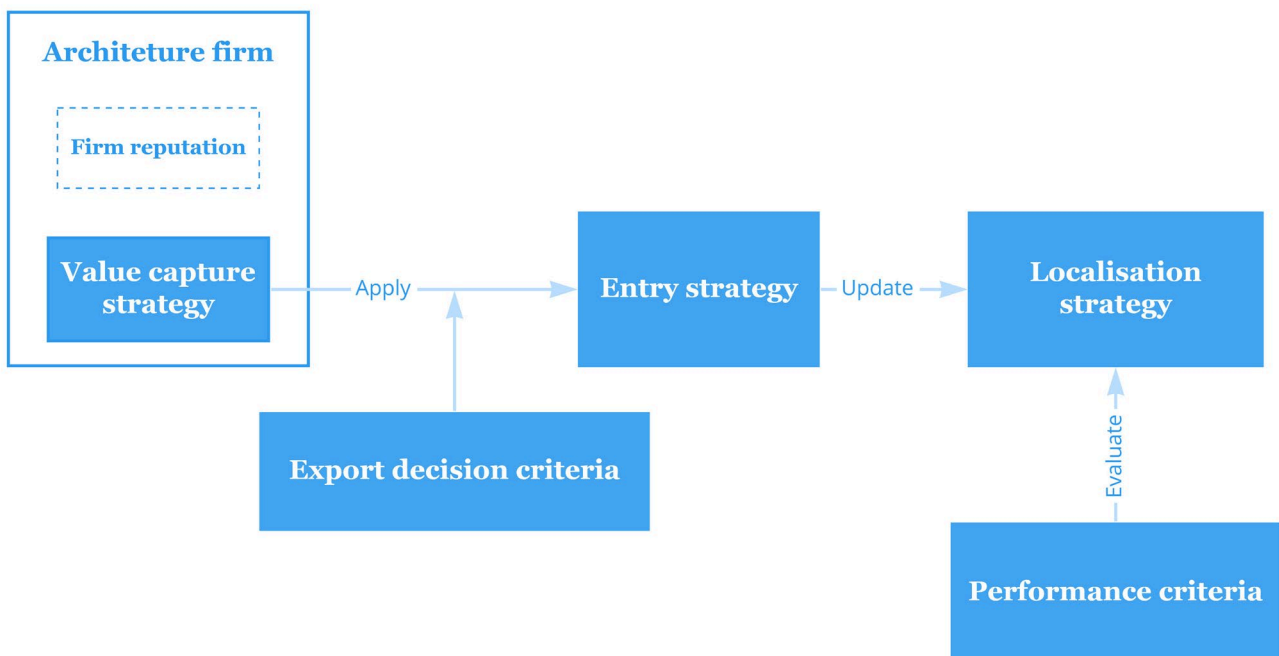 Architeture firm
Firm reputation
Value capture
strategy
Apply
Entry strategy
Update
Localisation
strategy
Export decision criteria
Evaluate
Performance criteria